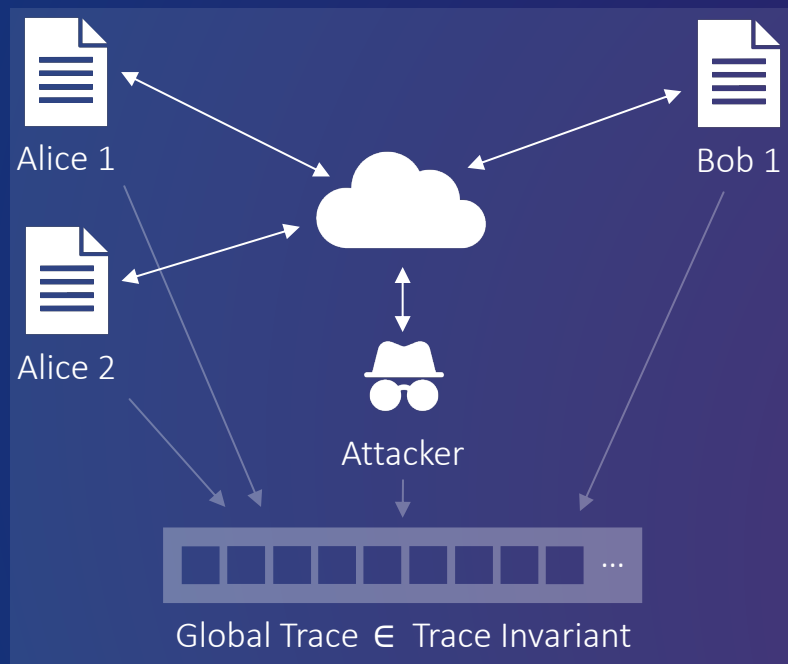 Alice 1
Bob 1
Alice 2
Attacker
...
Global Trace ∈ Trace Invariant